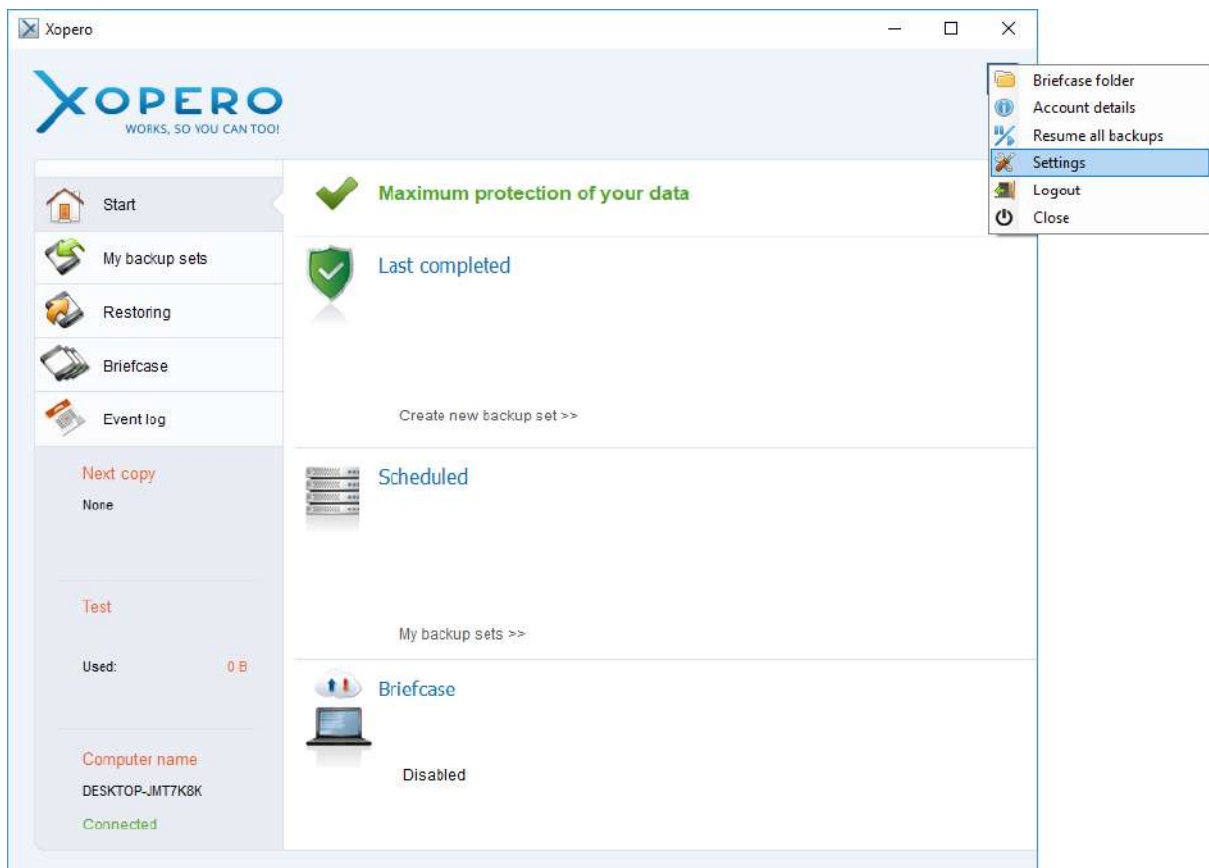 Xopero
XOPERO
WORKS, SO YOU CAN TOO!
Briefcase folder
Account details
Resume all backups
Settings
Logout
Close
Start
My backup sets
Restoring
Briefcase
Event log
Next copy
None
Test
Used: 0 B
Computer name
DESKTOP-JMT7K8K
Connected
Maximum protection of your data
Last completed
Create new backup set >>
Scheduled
My backup sets >>
Briefcase
Disabled